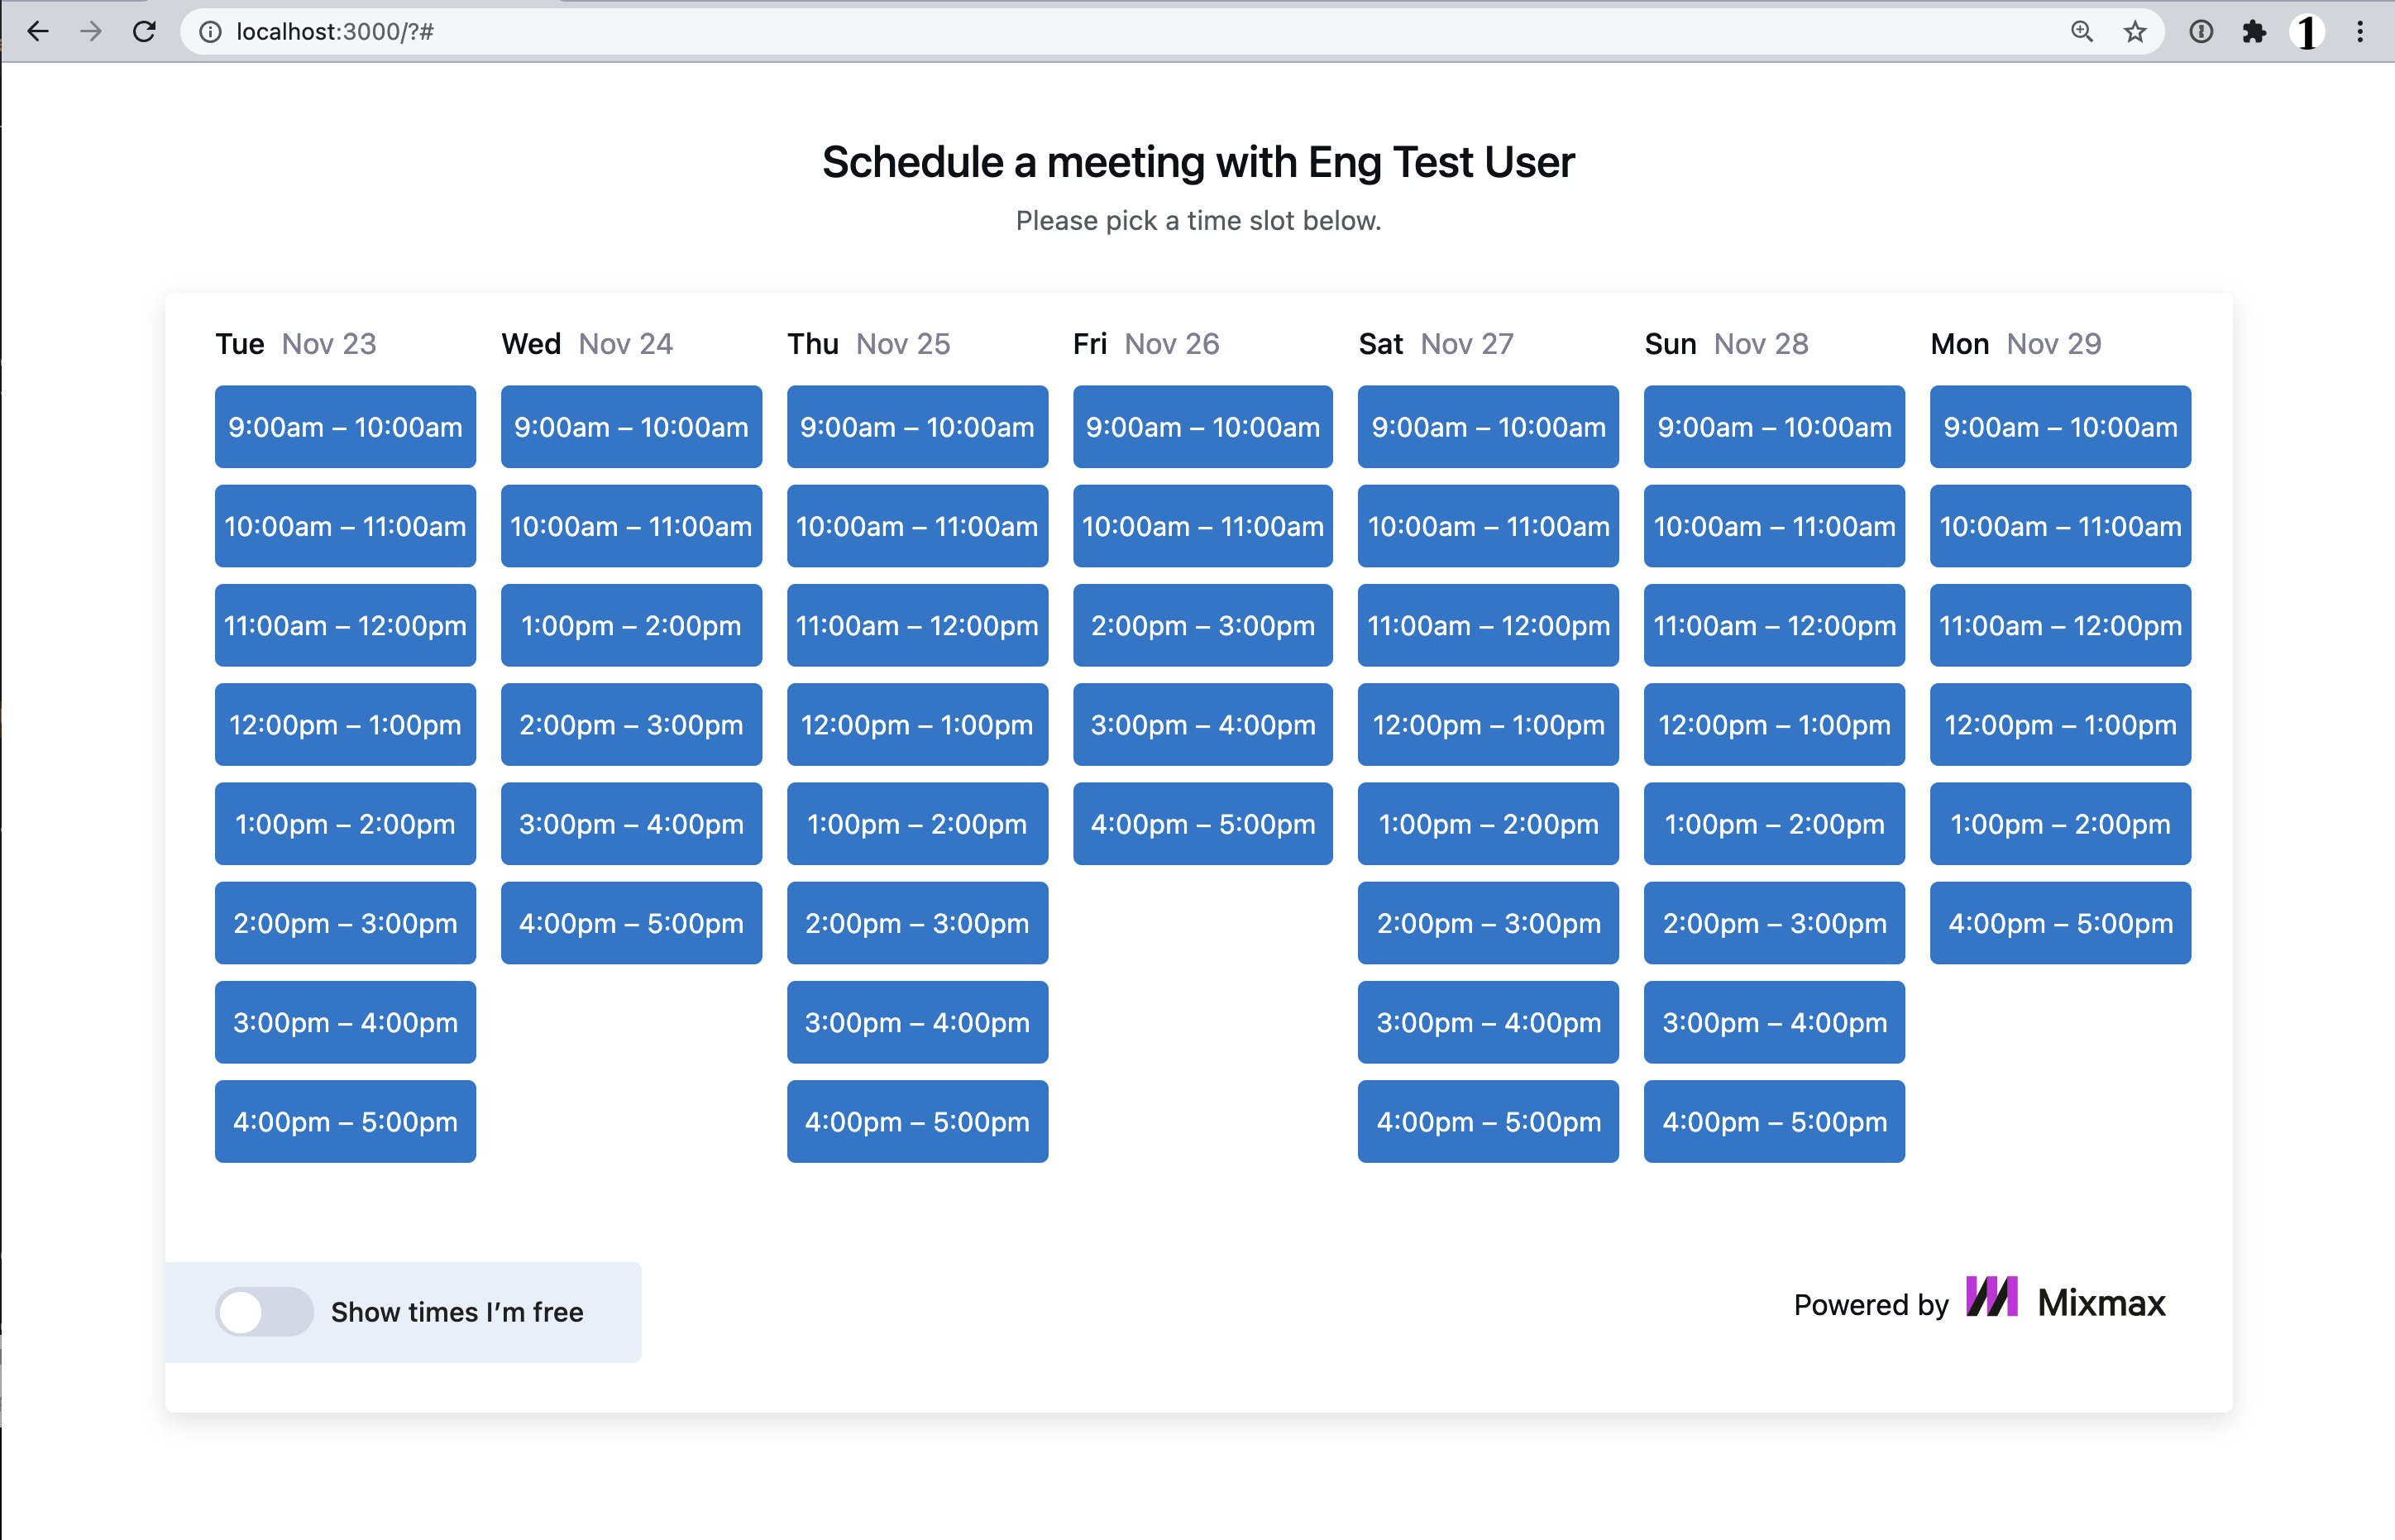 localhost:3000/?#
1
Schedule a meeting with Eng Test User
Please pick a time slot below.
Tue Nov 23
9:00am – 10:00am
10:00am – 11:00am
11:00am – 12:00pm
12:00pm – 1:00pm
1:00pm – 2:00pm
2:00pm – 3:00pm
3:00pm – 4:00pm
4:00pm – 5:00pm
Wed Nov 24
9:00am – 10:00am
10:00am – 11:00am
1:00pm – 2:00pm
2:00pm – 3:00pm
3:00pm – 4:00pm
4:00pm – 5:00pm
Thu Nov 25
9:00am – 10:00am
10:00am – 11:00am
11:00am – 12:00pm
12:00pm – 1:00pm
1:00pm – 2:00pm
2:00pm – 3:00pm
3:00pm – 4:00pm
4:00pm – 5:00pm
Fri Nov 26
9:00am – 10:00am
10:00am – 11:00am
2:00pm – 3:00pm
3:00pm – 4:00pm
4:00pm – 5:00pm
Sat Nov 27
9:00am – 10:00am
10:00am – 11:00am
11:00am – 12:00pm
12:00pm – 1:00pm
1:00pm – 2:00pm
2:00pm – 3:00pm
3:00pm – 4:00pm
4:00pm – 5:00pm
Sun Nov 28
9:00am – 10:00am
10:00am – 11:00am
11:00am – 12:00pm
12:00pm – 1:00pm
1:00pm – 2:00pm
2:00pm – 3:00pm
3:00pm – 4:00pm
4:00pm – 5:00pm
Mon Nov 29
9:00am – 10:00am
10:00am – 11:00am
11:00am – 12:00pm
12:00pm – 1:00pm
1:00pm – 2:00pm
4:00pm – 5:00pm
Show times I’m free
Powered by Mixmax